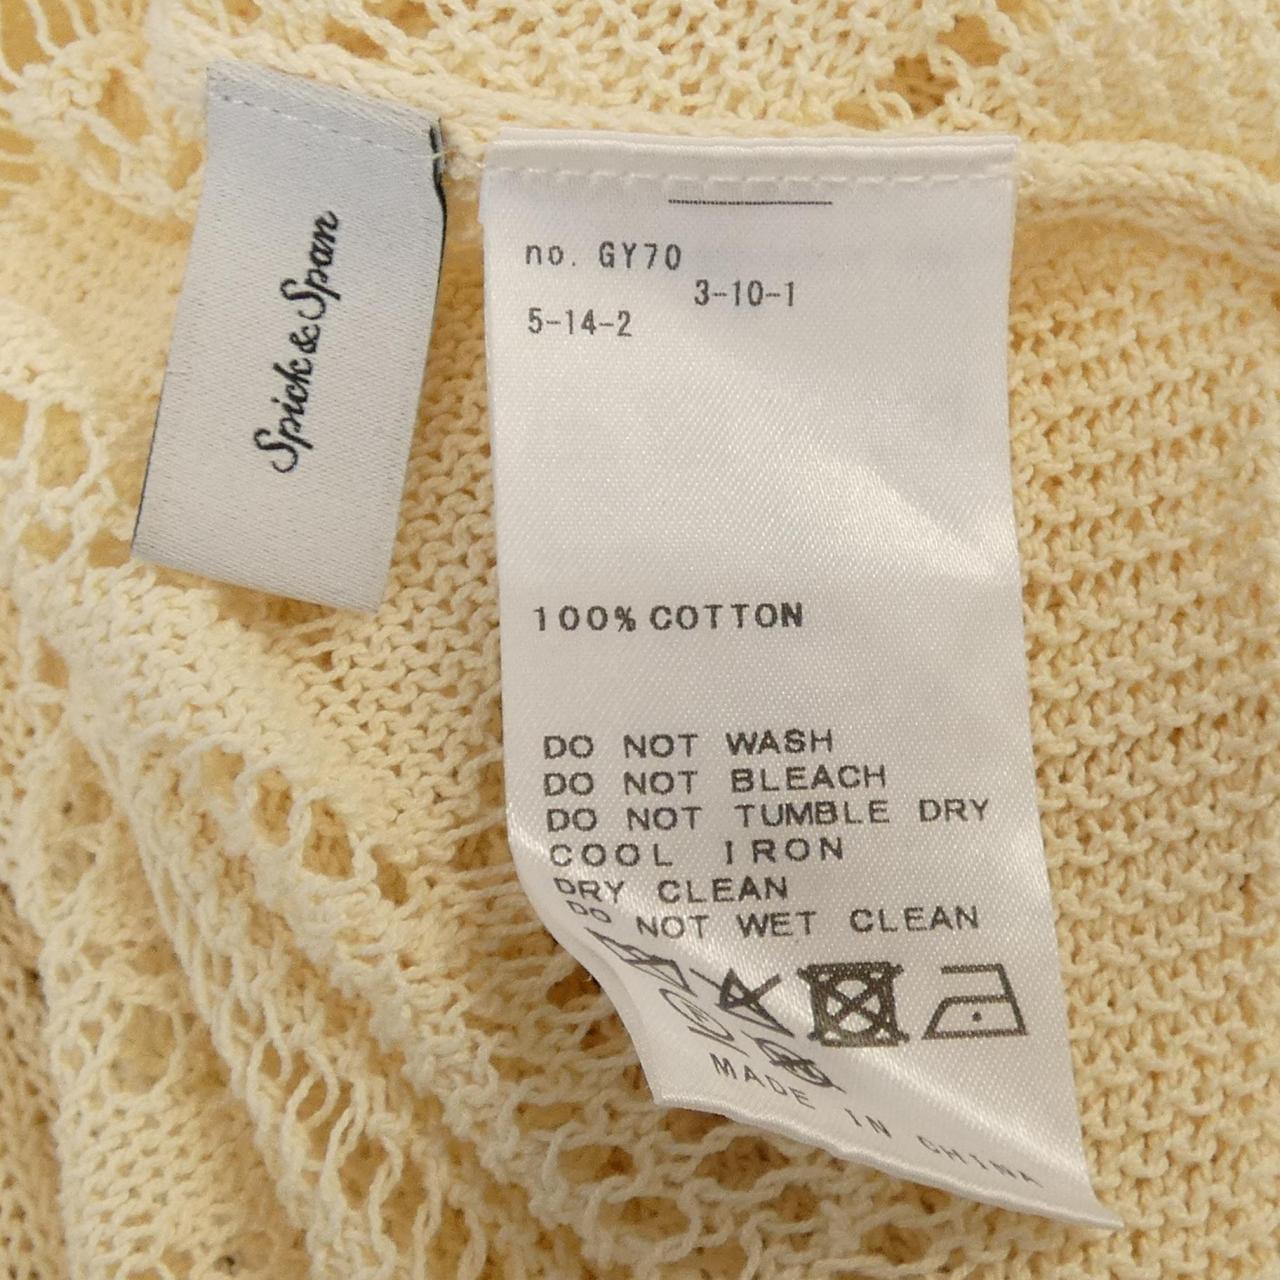 Spick & Span
no. GY70
3-10-1
5-14-2
100% COTTON
DO NOT WASH
DO NOT BLEACH
DO NOT TUMBLE DRY
COOL IRON
DRY CLEAN
DO NOT WET CLEAN
MADE IN CHINA